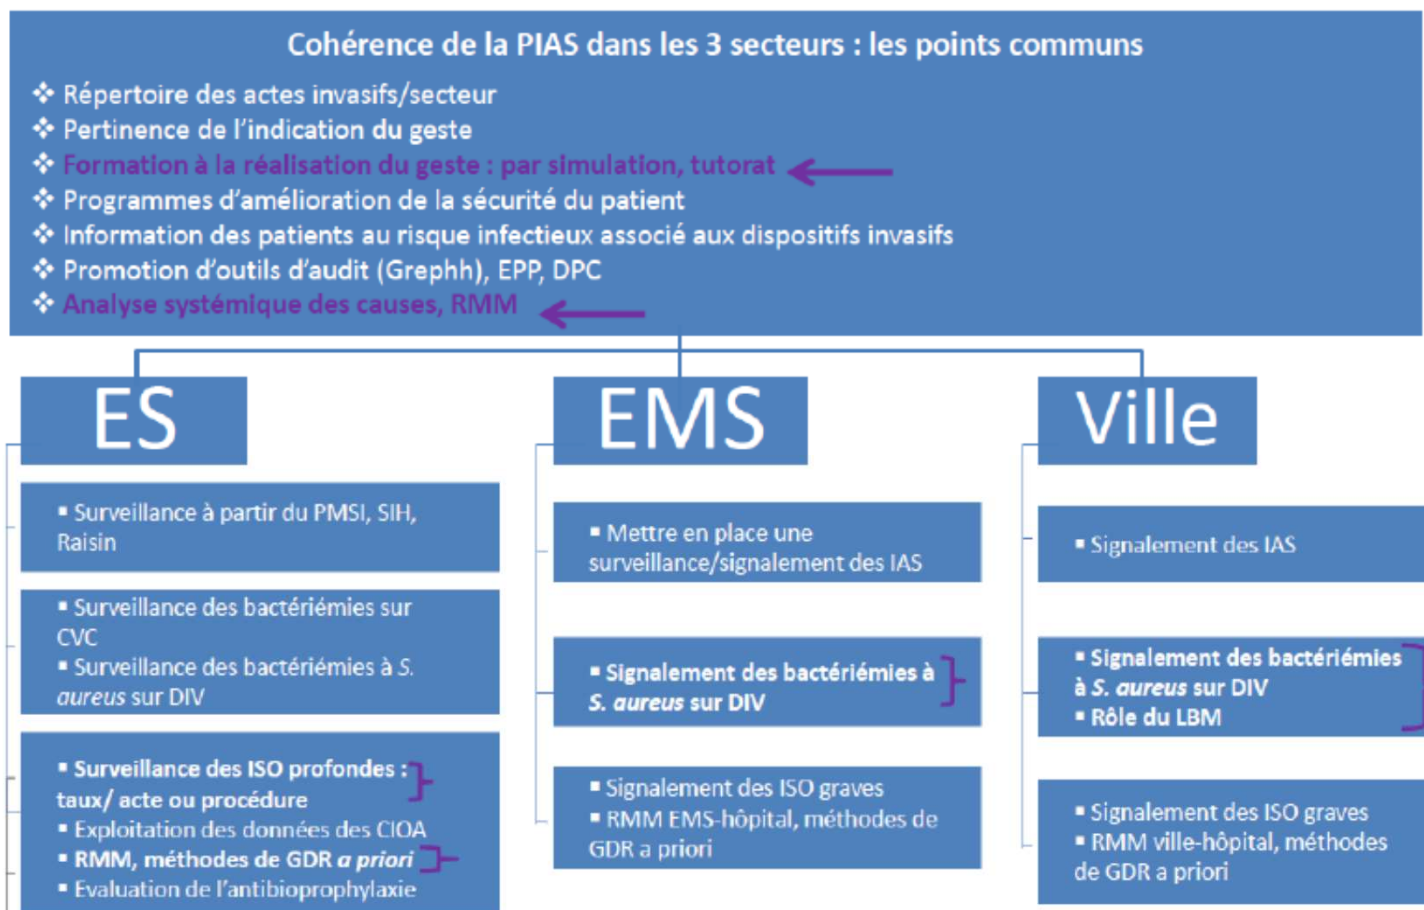 Cohérence de la PIAS dans les 3 secteurs : les points communs
❖ Répertoire des actes invasifs/secteur
❖ Pertinence de l'indication du geste
❖ Formation à la réalisation du geste : par simulation, tutorat
❖ Programmes d'amélioration de la sécurité du patient
❖ Information des patients au risque infectieux associé aux dispositifs invasifs
❖ Promotion d'outils d'audit (Grephh), EPP, DPC
❖ Analyse systémique des causes, RMM
ES
▪ Surveillance à partir du PMSI, SIH,
Raisin
▪ Surveillance des bactériémies sur
CVC
▪ Surveillance des bactériémies à S.
aureus sur DIV
▪ Surveillance des ISO profondes :
taux/ acte ou procédure
▪ Exploitation des données des CIOA
▪ RMM, méthodes de GDR a priori
▪ Evaluation de l'antibioprophylaxie
EMS
▪ Mettre en place une
surveillance/signalement des IAS
▪ Signalement des bactériémies à
S. aureus sur DIV
▪ Signalement des ISO graves
▪ RMM EMS-hôpital, méthodes de
GDR a priori
Ville
▪ Signalement des IAS
▪ Signalement des bactériémies
à S. aureus sur DIV
▪ Rôle du LBM
▪ Signalement des ISO graves
▪ RMM ville-hôpital, méthodes
de GDR a priori